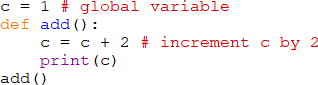 c = 1 # global variable
def add():
    c = c + 2 # increment c by 2
    print(c)
add()